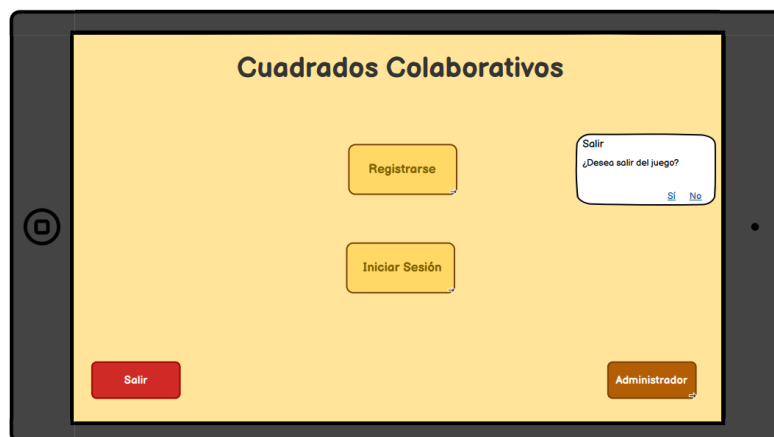 Cuadrados Colaborativos
Salir
¿Desea salir del juego?
Sí No
Registrarse
Iniciar Sesión
Salir
Administrador